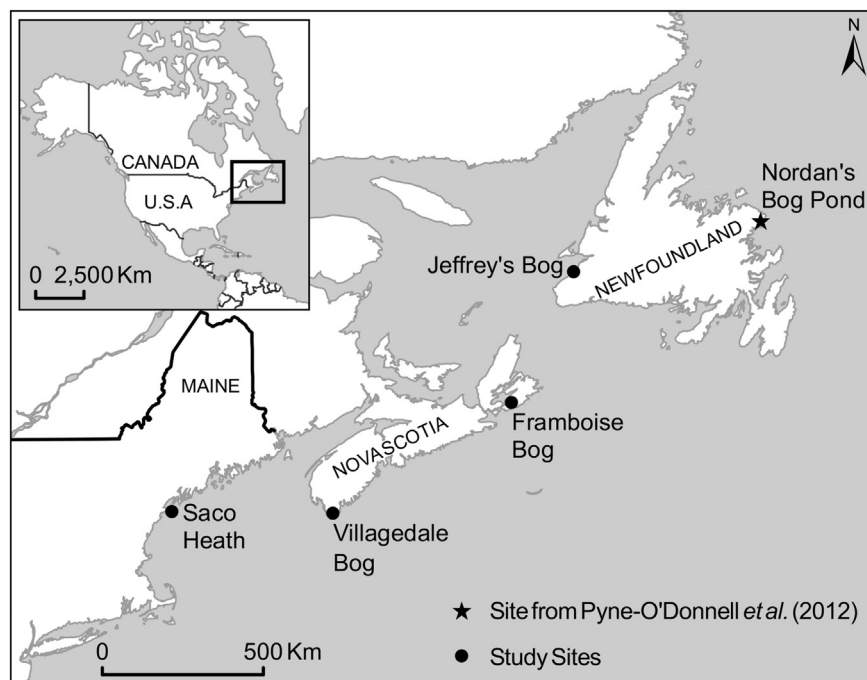 N
CANADA
U.S.A
0 2,500 Km
Nordan's
Bog Pond
NEWFOUNDLAND
Jeffrey's Bog
MAINE
NOVASCOTIA
Framboise
Bog
Saco
Heath
Villagedale
Bog
Site from Pyne-O'Donnell et al. (2012)
Study Sites
0 500 Km